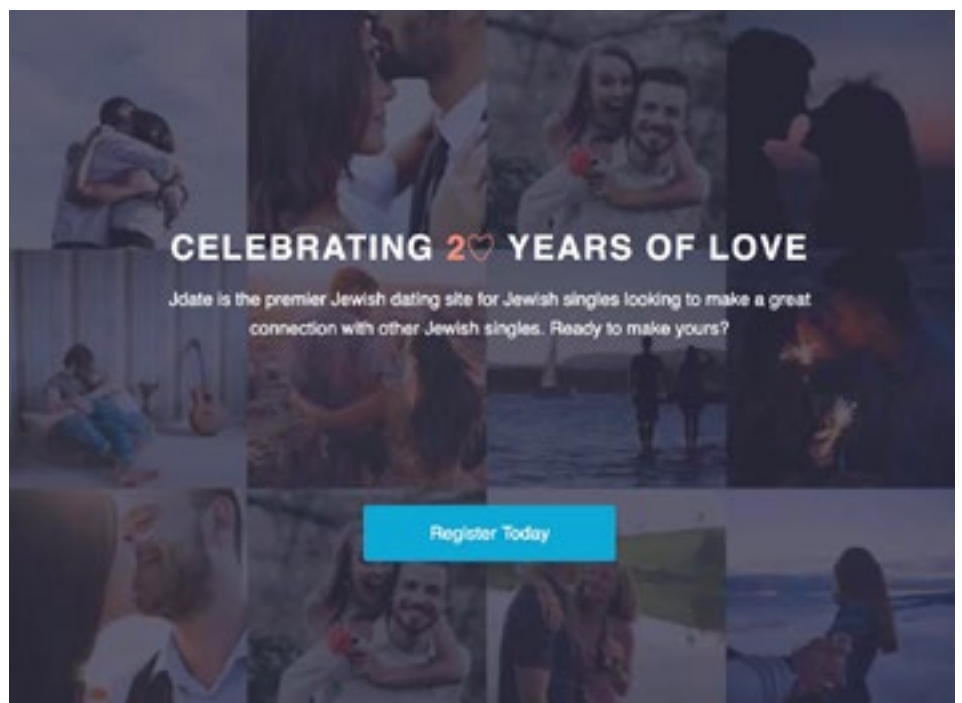 CELEBRATING 2♡ YEARS OF LOVE
Jdate is the premier Jewish dating site for Jewish singles looking to make a great
connection with other Jewish singles. Ready to make yours?
Register Today